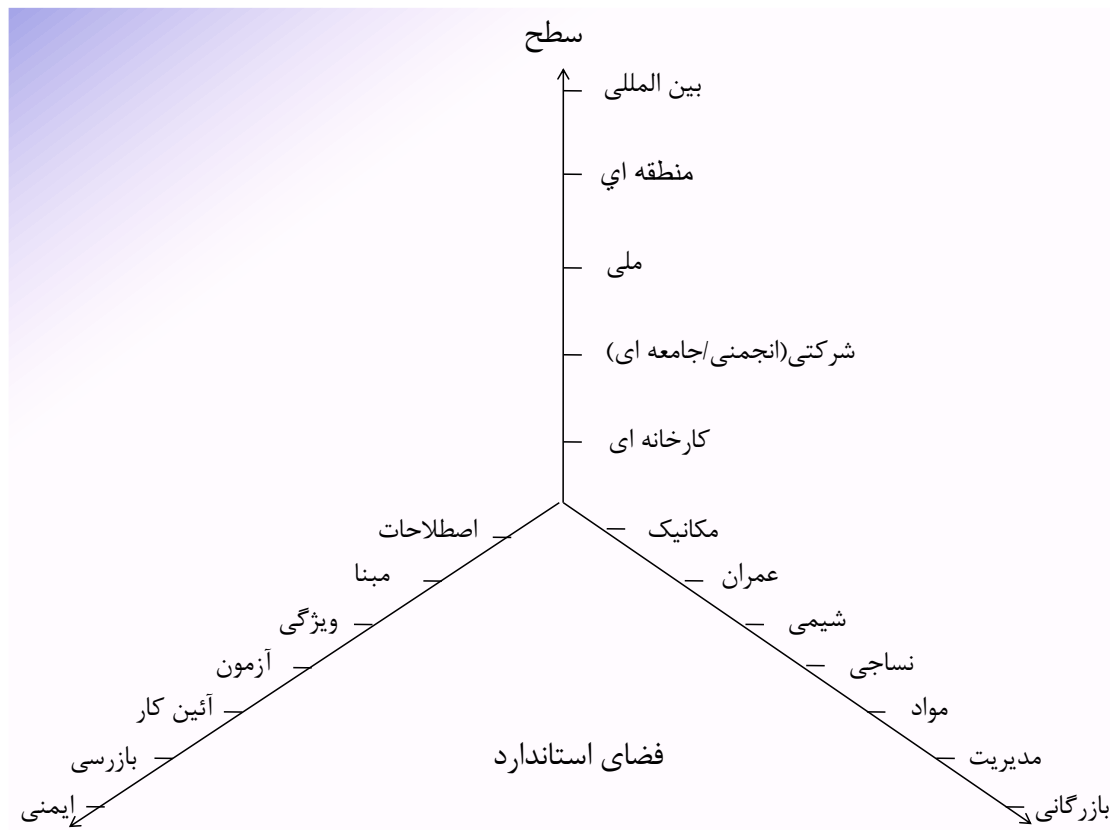 سطح
بین المللی
منطقه اي
ملی
شرکتی(انجمنی/جامعه ای)
کارخانه ای
مکانیک
اصطلاحات
عمران
مبنا
شیمی
ویژگی
نساجی
آزمون
مواد
آئین کار
مدیریت
فضای استاندارد
بازرسی
بازرگانی
ایمنی